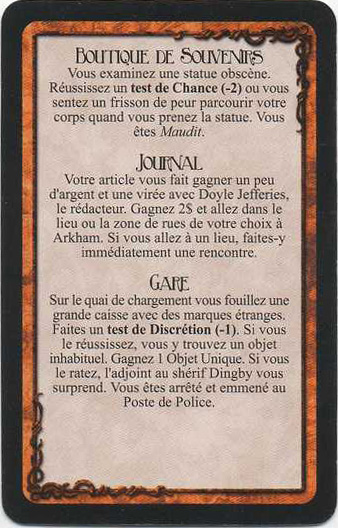 BOUTIQUE DE SOUVENIRS
Vous examinez une statue obscène.
Réussissez un test de Chance (-2) ou vous
sentez un frisson de peur parcourir votre
corps quand vous prenez la statue. Vous
êtes Maudit.
JOURNAL
Votre article vous fait gagner un peu
d'argent et une virée avec Doyle Jefferies,
le rédacteur. Gagnez 2$ et allez dans le
lieu ou la zone de rues de votre choix à
Arkham. Si vous allez à un lieu, faites-y
immédiatement une rencontre.
GARE
Sur le quai de chargement vous fouillez une
grande caisse avec des marques étranges.
Faites un test de Discrétion (-1). Si vous
le réussissez, vous y trouvez un objet
inhabituel. Gagnez 1 Objet Unique. Si vous
le ratez, l'adjoint au shérif Dingby vous
surprend. Vous êtes arrêté et emmené au
Poste de Police.